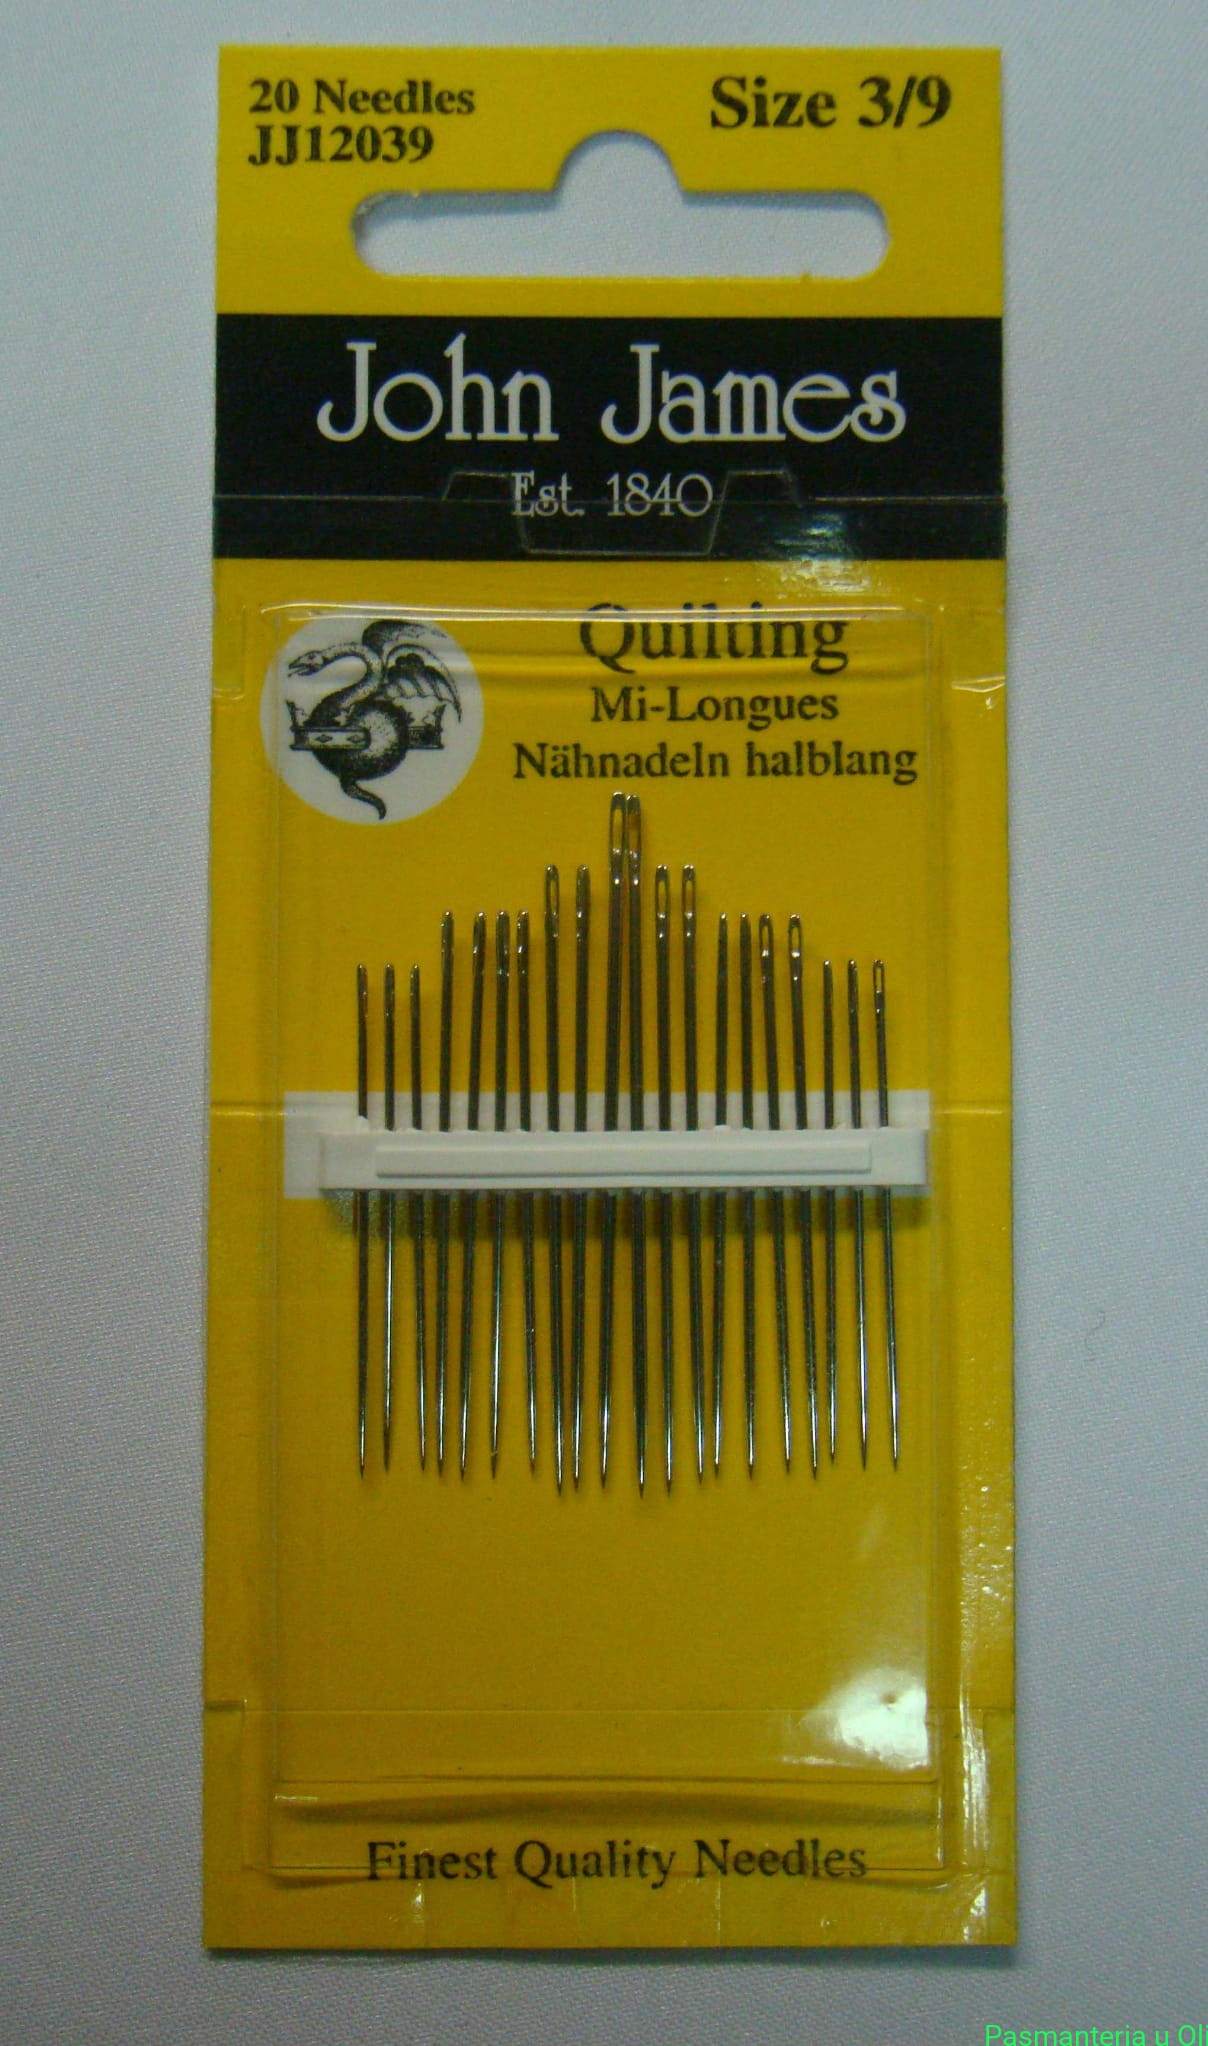 20 Needles
JJ12039
Size 3/9
John James
Est. 1840
Quilting
Mi-Longues
Nähnadeln halblang
Finest Quality Needles
Pasmanteria u Oli